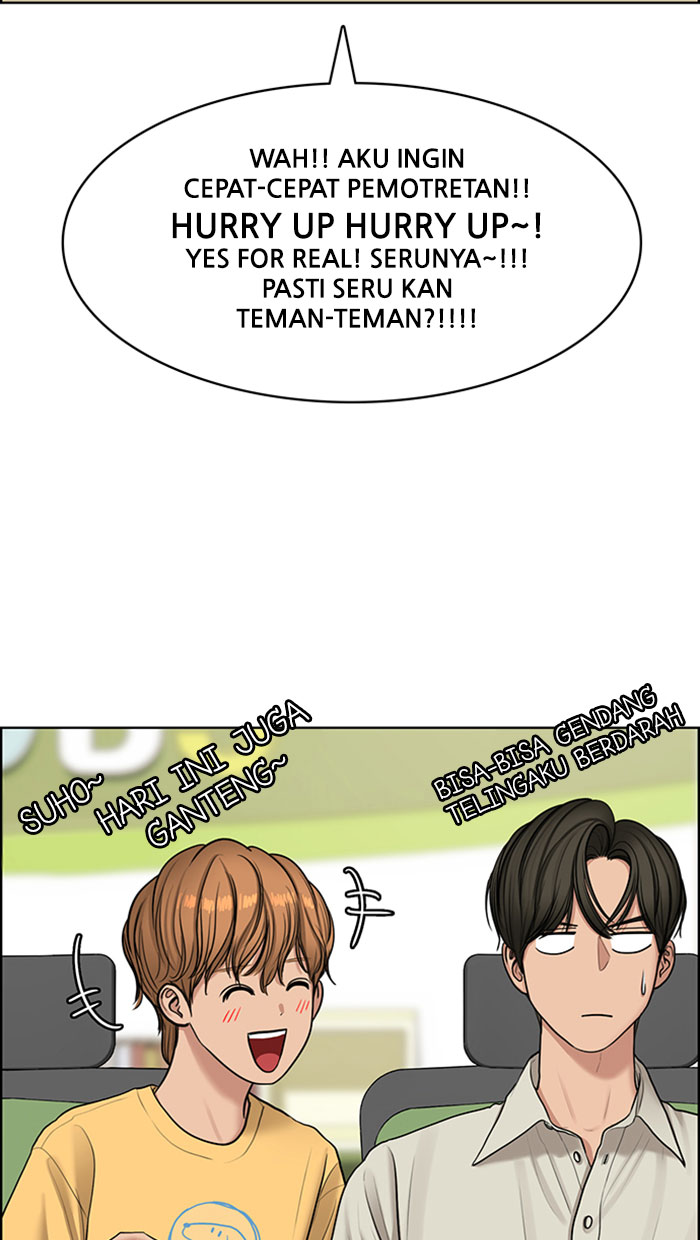 WAH!! AKU INGIN
CEPAT-CEPAT PEMOTRETAN!!
HURRY UP HURRY UP~!
YES FOR REAL! SERUNYA~!!!
PASTI SERU KAN
TEMAN-TEMAN?!!!!
SUHO~
HARI INI JUGA
GANTENG~
BISA-BISA GENDANG
TELINGAKU BERDARAH